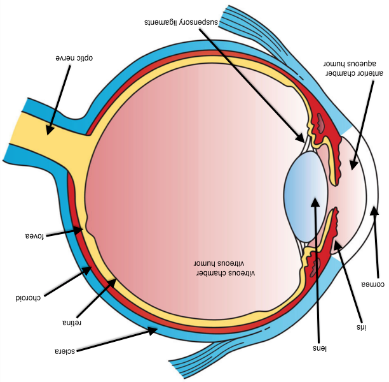 lens
sclera
iris
retina
choroid
cornea
vitreous chamber
vitreous humor
fovea
anterior chamber
aqueous humor
optic nerve
suspensory ligaments